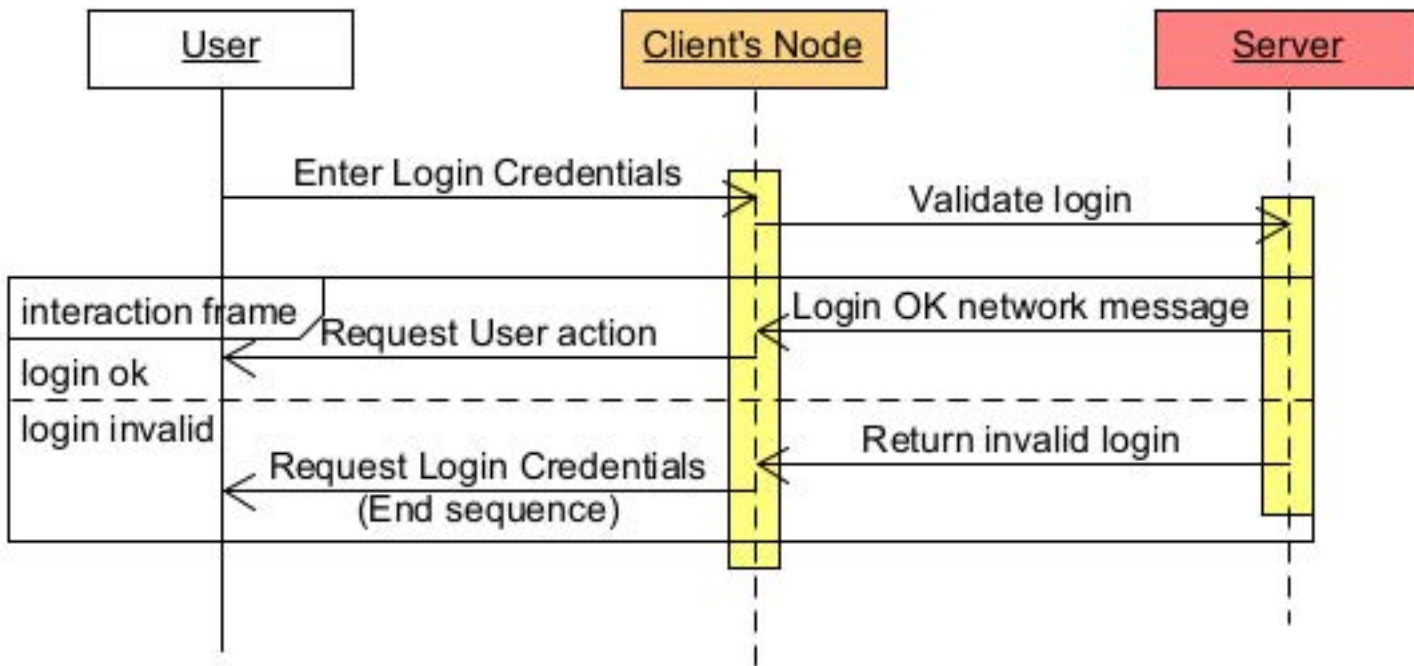 User
Client's Node
Server
Enter Login Credentials
Validate login
interaction frame
Login OK network message
Request User action
login ok
login invalid
Return invalid login
Request Login Credentials
(End sequence)